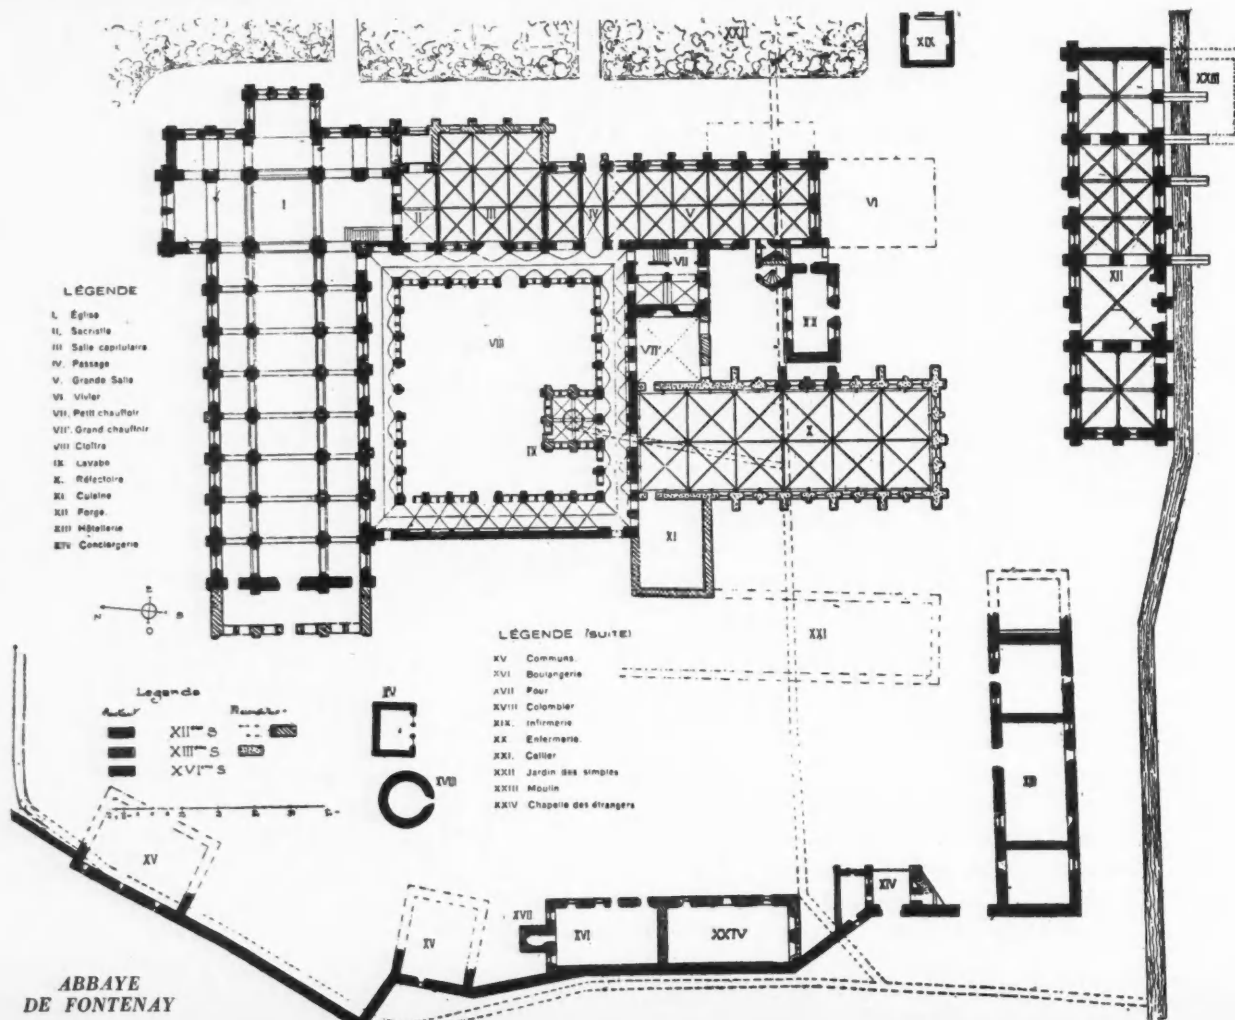 XXII
XIX
XXIII
I
II
III
IV
V
VI
VII
VII'
VIII
IX
X
XI
XX
XII
LÉGENDE
I. Église
II. Sacristie
III Salle capitulaire
IV. Passage
V. Grande Salle
VI. Vivier
VII. Petit chauffoir
VII'. Grand chauffoir
VIII Cloître
IX. Lavabo
X. Réfectoire
XI. Cuisine
XII Forge.
XIII Hôtellerie
XIV Conciergerie
N E S O
LÉGENDE (SUITE)
XV Communs.
XVI Boulangerie
XVII Four
XVIII Colombier
XIX. Infirmerie
XX. Enfermerie.
XXI. Cellier
XXII Jardin des simples
XXIII Moulin
XXIV Chapelle des étrangers
XXI
Legende
XIIème S
XIIIème S
XVIème S
XV
XVIII
XV
XV
XVII
XVI
XXIV
XIV
ABBAYE
DE FONTENAY